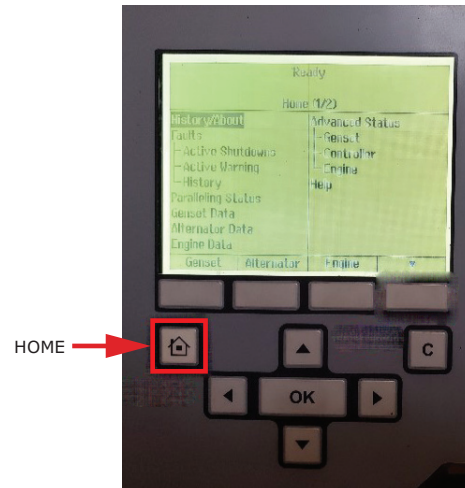 Ready
Home (1/2)
History/About
Faults
Active Shutdowns
Active Warning
History
Paralleling Status
Genset Data
Alternator Data
Engine Data
Advanced Status
Genset
Controller
Engine
Help
Genset Alternator Engine
HOME
C
OK